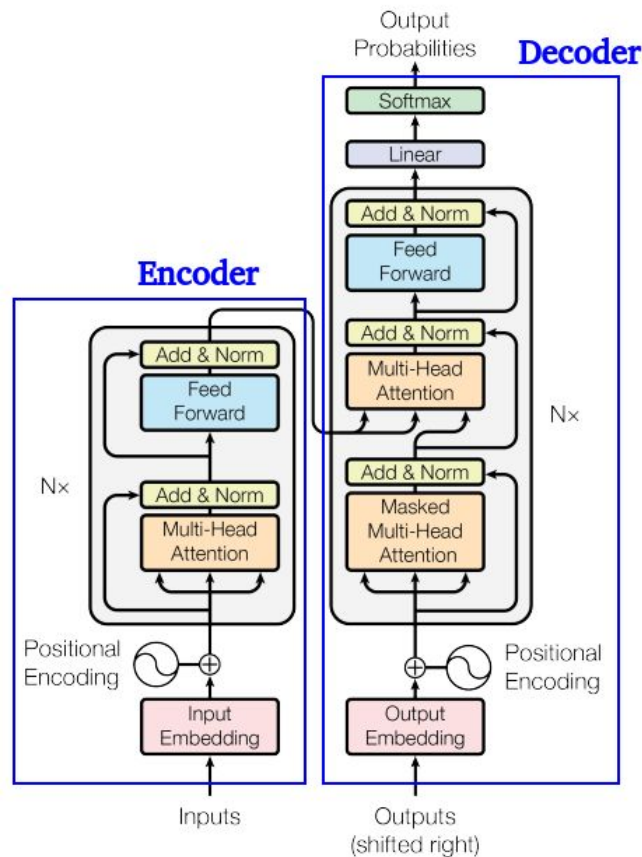 Output
Probabilities
Decoder
Softmax
Linear
Add & Norm
Feed
Forward
Add & Norm
Multi-Head
Attention
Nx
Add & Norm
Masked
Multi-Head
Attention
Positional
Encoding
Output
Embedding
Outputs
(shifted right)
Encoder
Add & Norm
Feed
Forward
Nx
Add & Norm
Multi-Head
Attention
Positional
Encoding
Input
Embedding
Inputs